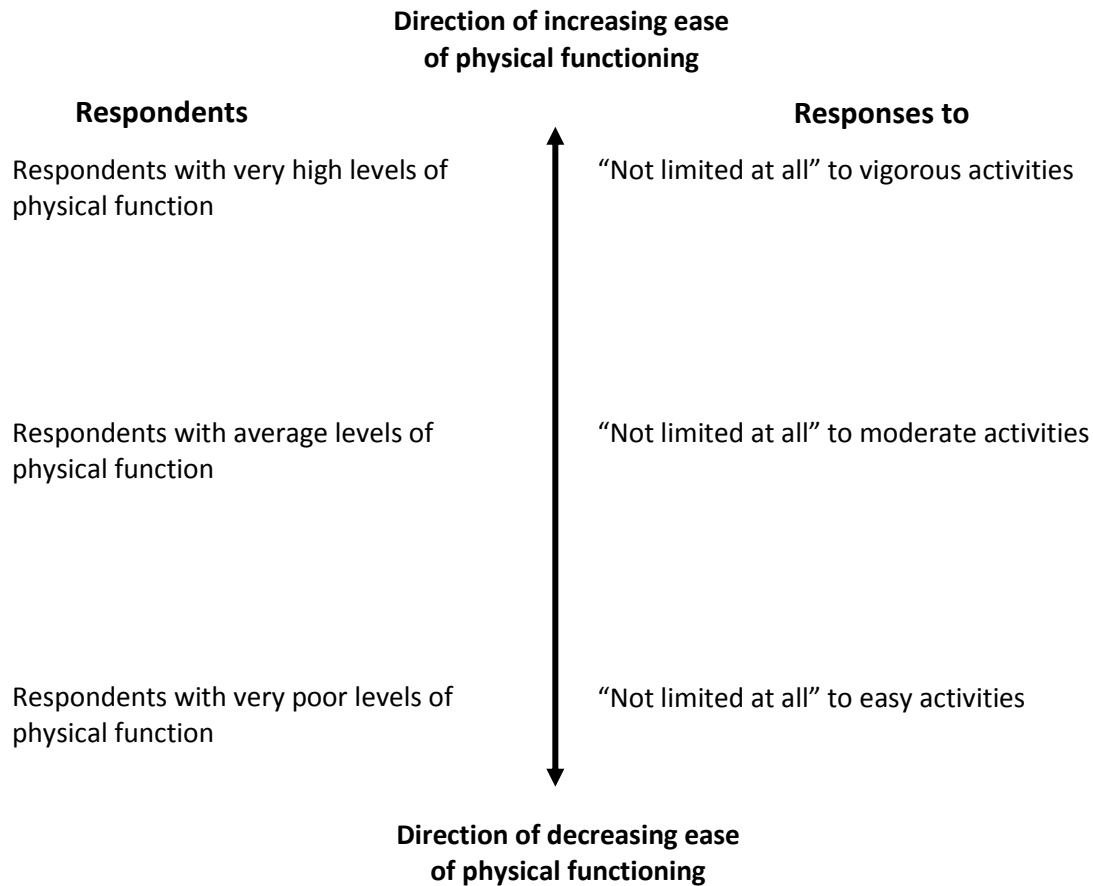 Direction of increasing ease
of physical functioning
Respondents
Responses to
Respondents with very high levels of
physical function
“Not limited at all” to vigorous activities
Respondents with average levels of
physical function
“Not limited at all” to moderate activities
Respondents with very poor levels of
physical function
“Not limited at all” to easy activities
Direction of decreasing ease
of physical functioning